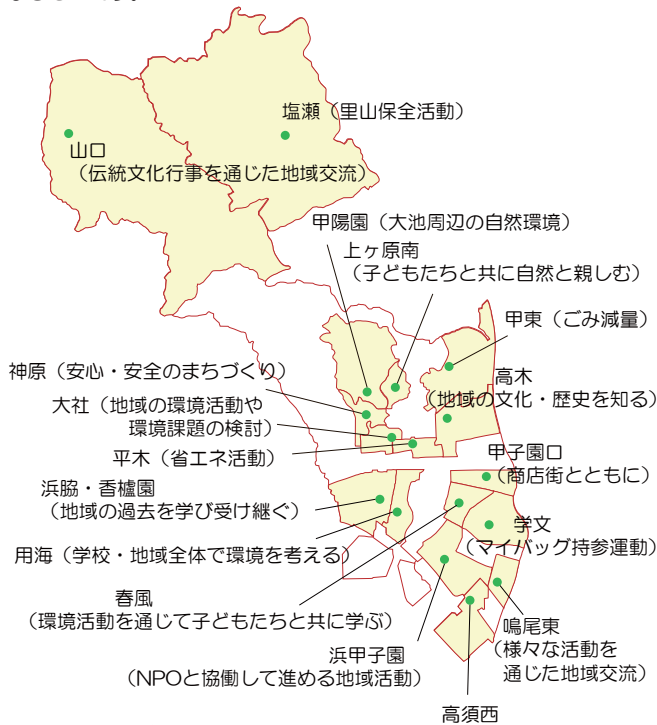 塩瀬（里山保全活動）
山口
（伝統文化行事を通じた地域交流）
甲陽園（大池周辺の自然環境）
上ヶ原南
（子どもたちと共に自然と親しむ）
甲東（ごみ減量）
神原（安心・安全のまちづくり）
高木
（地域の文化・歴史を知る）
大社（地域の環境活動や
環境課題の検討）
平木（省エネ活動）
甲子園口
（商店街とともに）
浜脇・香櫨園
（地域の過去を学び受け継ぐ）
学文
（マイバッグ持参運動）
用海（学校・地域全体で環境を考える）
春風
（環境活動を通じて子どもたちと共に学ぶ）
鳴尾東
（様々な活動を
通じた地域交流）
浜甲子園
（NPOと協働して進める地域活動）
高須西